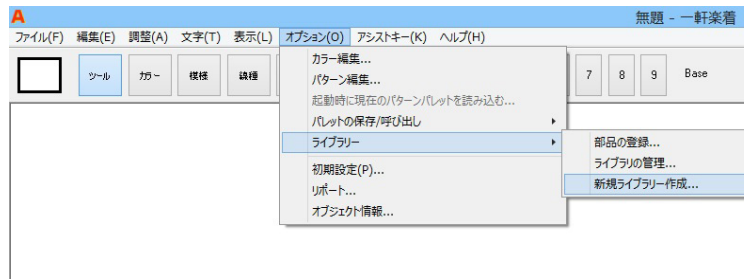 A 無題 - 一軒楽着
ファイル(F) 編集(E) 調整(A) 文字(T) 表示(L) オプション(O) アシストキー(K) ヘルプ(H)
ツール カラー 模様 線種 7 8 9 Base
カラー編集...
パターン編集...
起動時に現在のパターンパレットを読み込む...
パレットの保存/呼び出し
ライブラリー
初期設定(P)...
リポート...
オブジェクト情報...
部品の登録...
ライブラリの管理...
新規ライブラリー作成...